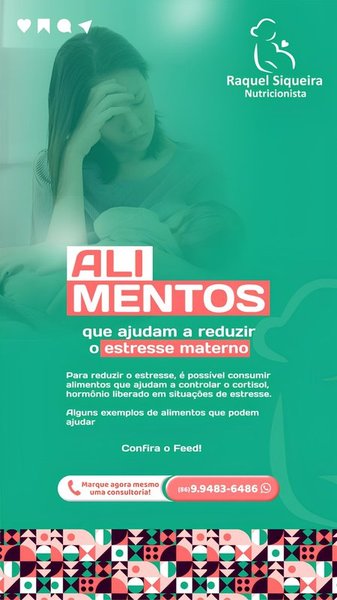 Raquel Siqueira
Nutricionista
ALI
MENTOS
que ajudam a reduzir
o estresse materno
Para reduzir o estresse, é possível consumir
alimentos que ajudam a controlar o cortisol,
hormônio liberado em situações de estresse.
Alguns exemplos de alimentos que podem
ajudar
Confira o Feed!
Marque agora mesmo
uma consultoria!
(86)9.9483-6486